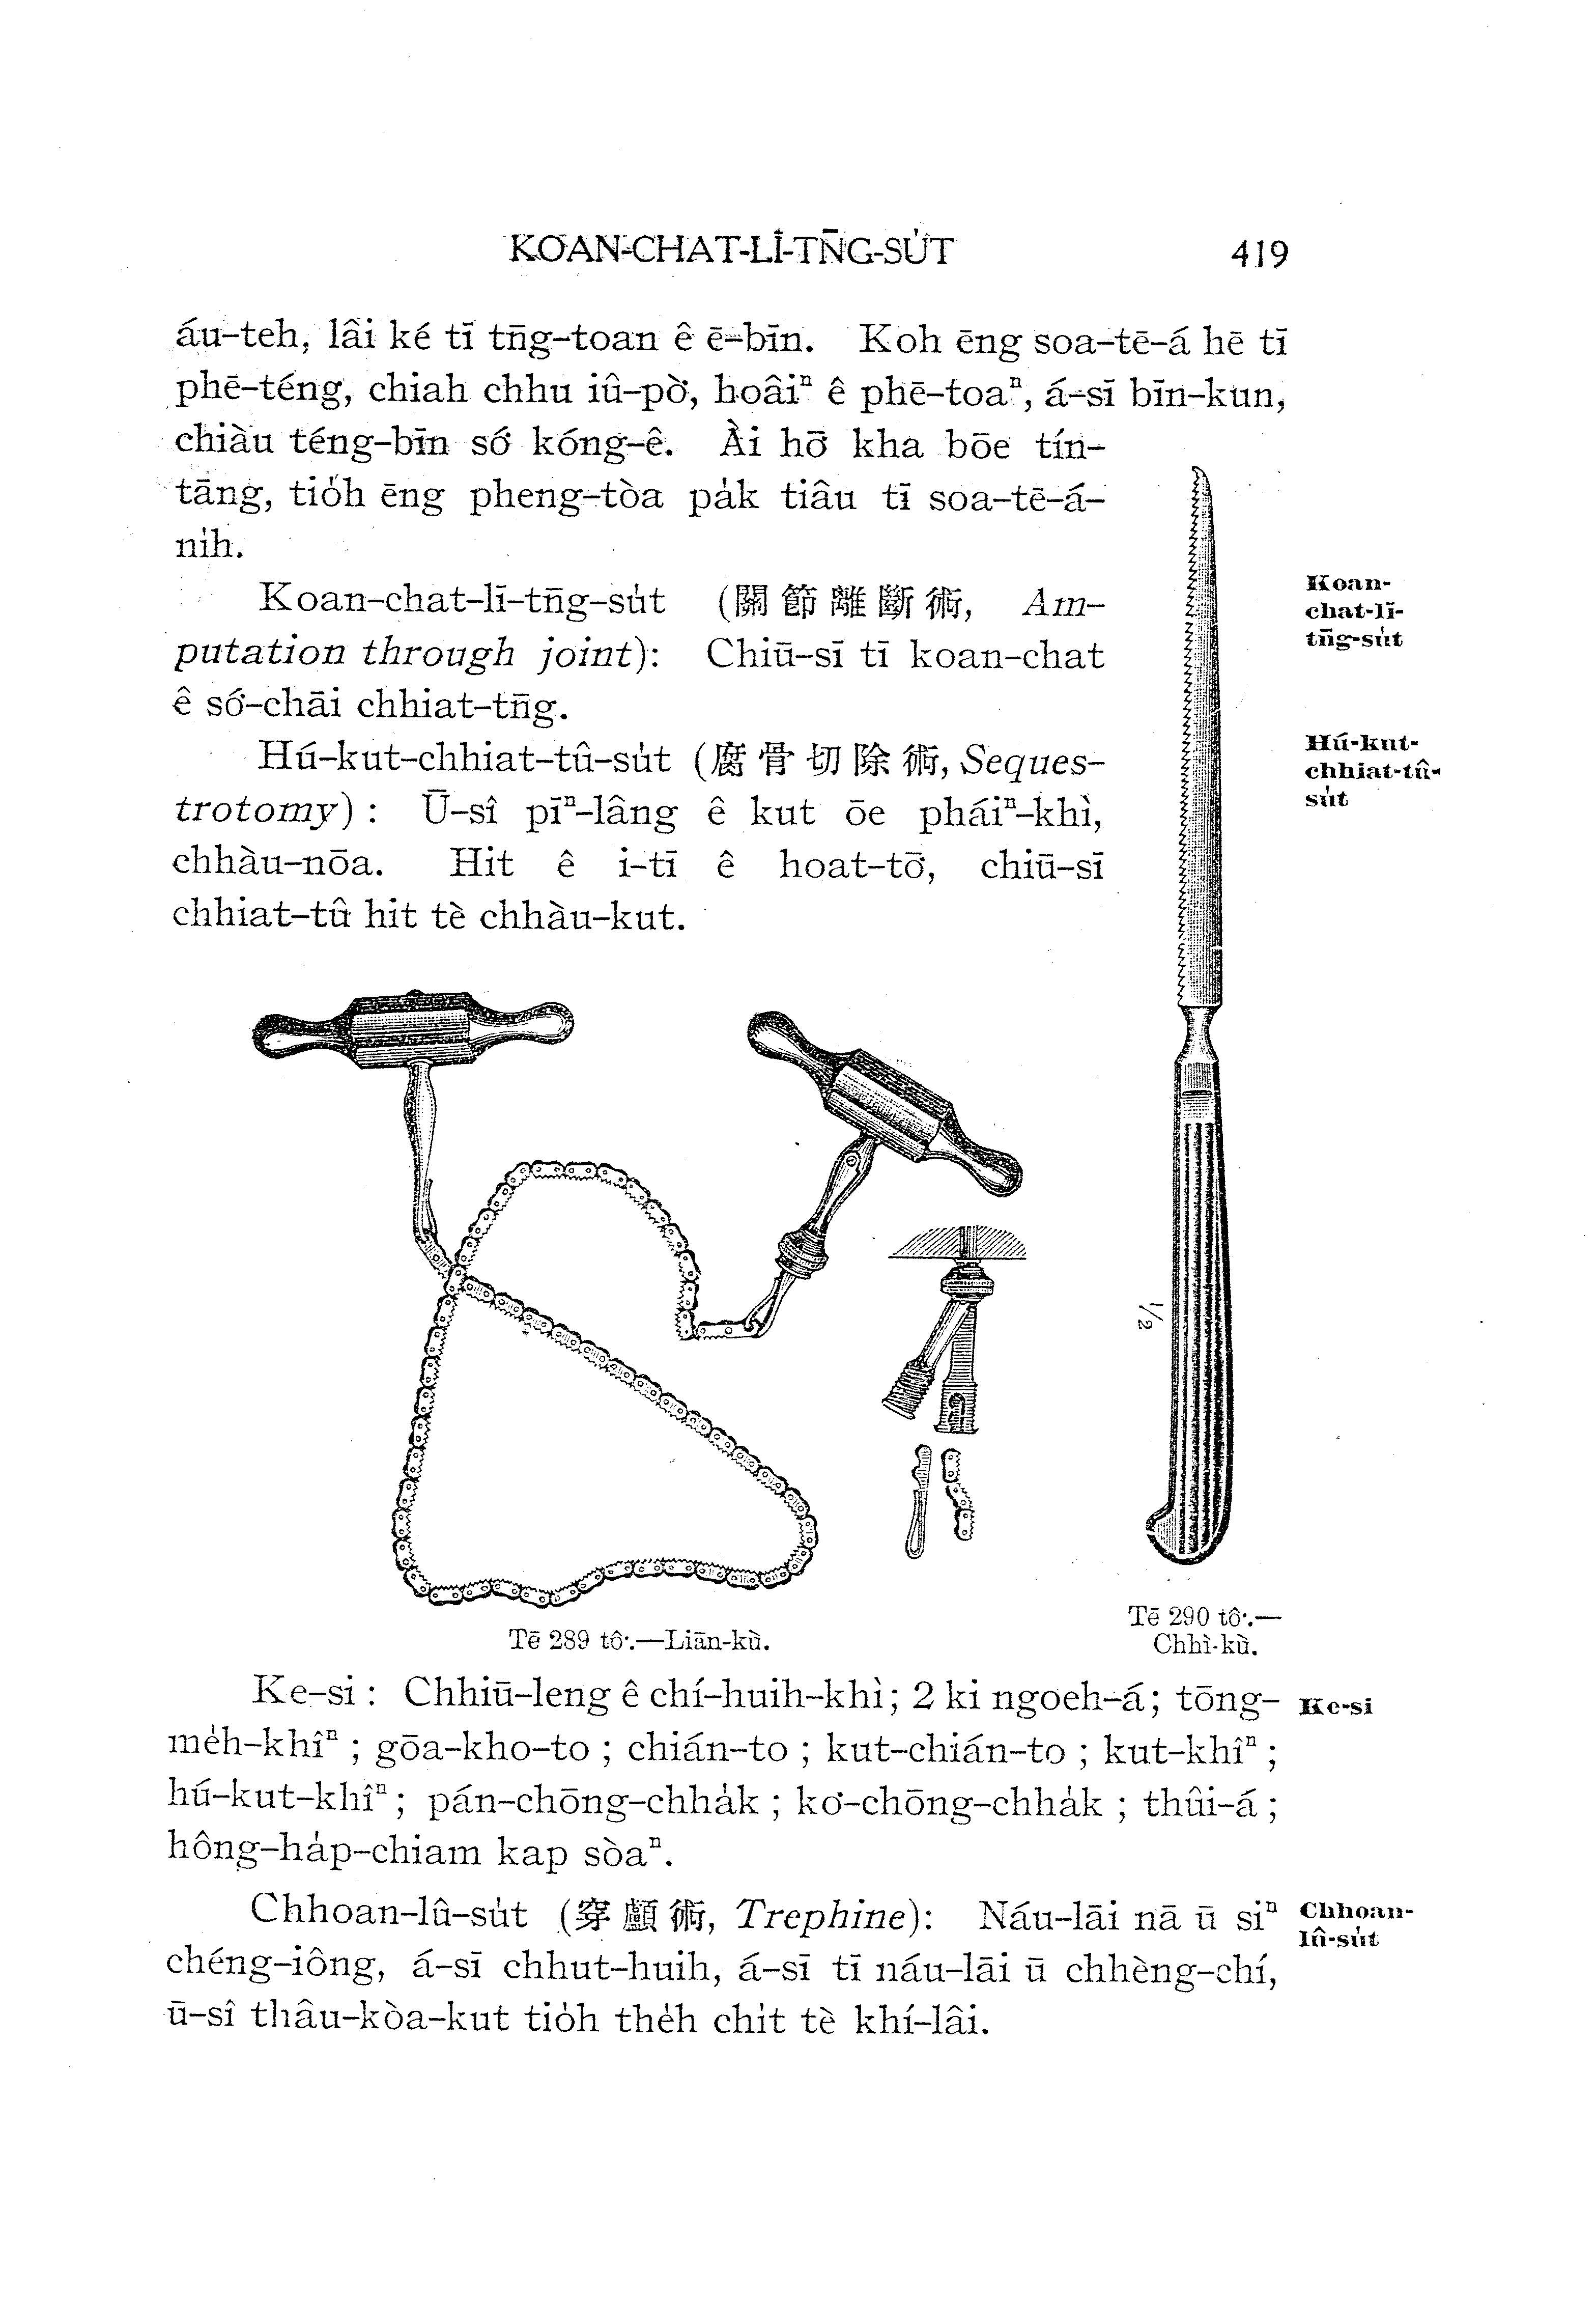 KOAN-CHAT-LĪ-TN̄G-SU̍T 419
áu-teh, lâi ké tī tn̄g-toan ê ē-bīn. Koh ēng soa-tē-á hē tī
phē-téng, chiah chhu iû-pò͘, hoâiⁿ ê phē-toaⁿ, á-sī bīn-kun,
chiàu téng-bīn só͘ kóng-ê. Ài hō͘ kha bōe tín-
tāng, tio̍h ēng pheng-tòa pa̍k tiâu tī soa-tē-á-
ni̍h.
Koan-chat-lī-tn̄g-su̍t (關節離斷術, Am-
putation through joint): Chiū-sī tī koan-chat
ê só͘-chāi chhiat-tn̄g.
Koan-
chat-lī-
tn̄g-su̍t
Hú-kut-chhiat-tû-su̍t (腐骨切除術, Seques-
trotomy): Ū-sî pīⁿ-lâng ê kut ōe pháiⁿ-khì,
chhàu-nōa. Hit ê i-tī ê hoat-tō͘, chiū-sī
chhiat-tû hit tè chhàu-kut.
Hú-kut-
chhiat-tû-
su̍t
1/2
Tē 289 tô͘.—Liān-kù.
Tē 290 tô͘.—
Chhì-kù.
Ke-si: Chhiū-leng ê chí-huih-khì; 2 ki ngoeh-á; tōng-
me̍h-khîⁿ; gōa-kho-to; chián-to; kut-chián-to; kut-khîⁿ;
hú-kut-khîⁿ; pán-chōng-chha̍k; ko͘-chōng-chha̍k; thûi-á;
hông-ha̍p-chiam kap sòaⁿ.
Ke-si
Chhoan-lû-su̍t (穿顱術, Trephine): Náu-lāi nā ū siⁿ
chéng-iông, á-sī chhut-huih, á-sī tī náu-lāi ū chhèng-chí,
ū-sî thâu-kòa-kut tio̍h the̍h chi̍t tè khí-lâi.
Chhoan-
lû-su̍t